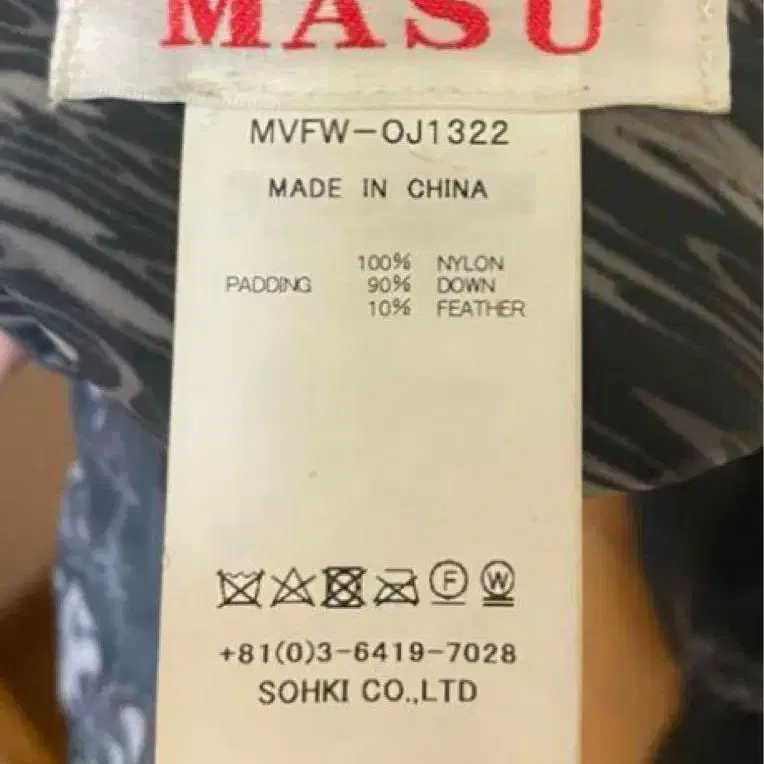 MASU
MVFW-OJ1322
MADE IN CHINA
100% NYLON
PADDING 90% DOWN
10% FEATHER
F W
+81(0)3-6419-7028
SOHKI CO.,LTD